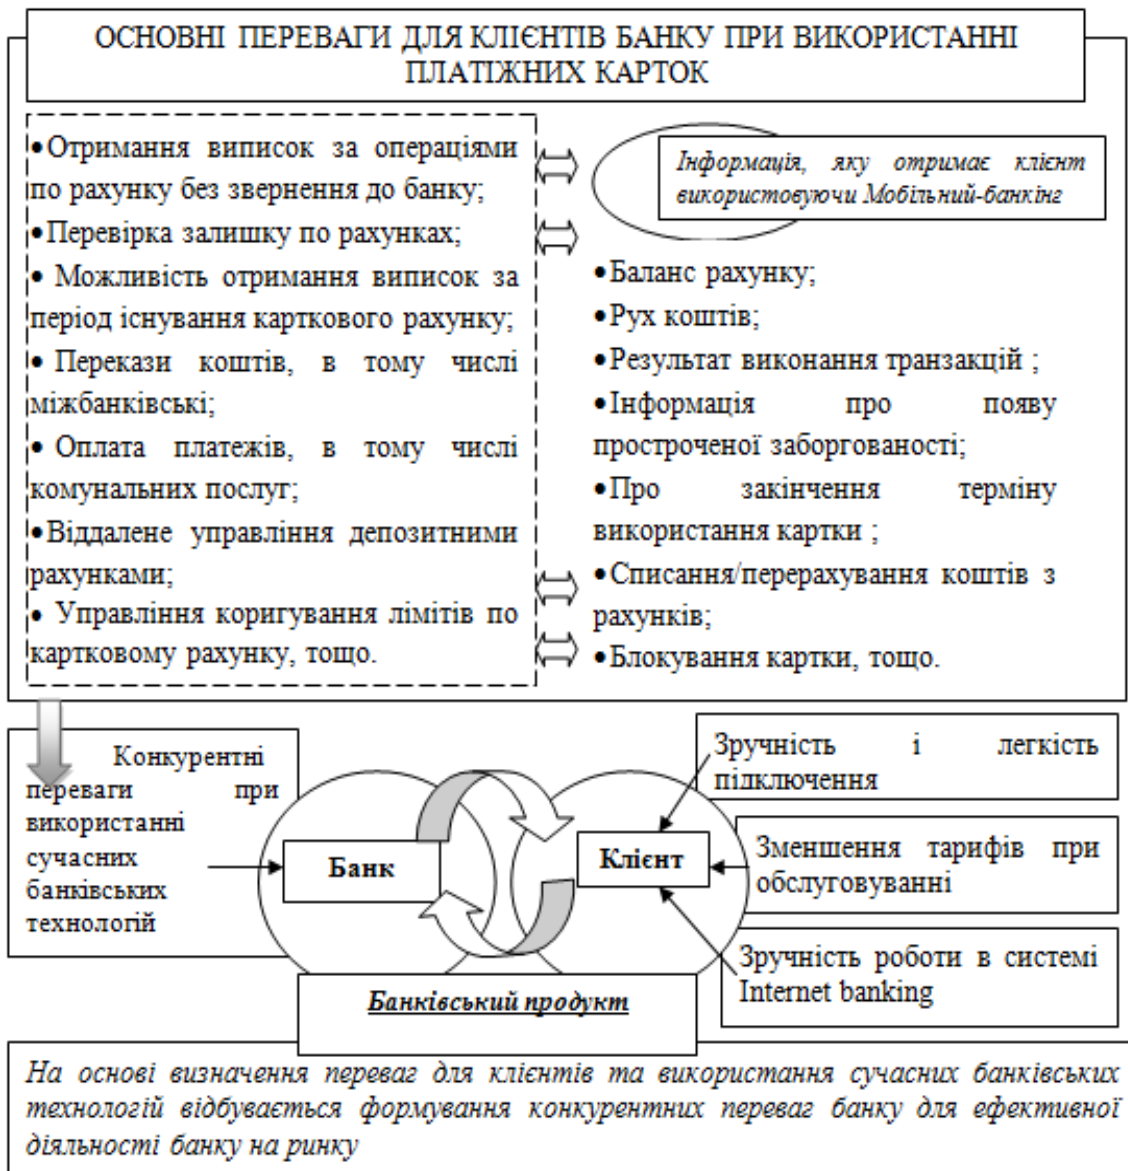 ОСНОВНІ ПЕРЕВАГИ ДЛЯ КЛІЄНТІВ БАНКУ ПРИ ВИКОРИСТАННІ
ПЛАТІЖНИХ КАРТОК
•Отримання виписок за операціями
по рахунку без звернення до банку;
•Перевірка залишку по рахунках;
• Можливість отримання виписок за
період існування карткового рахунку;
• Перекази коштів, в тому числі
міжбанківські;
• Оплата платежів, в тому числі
комунальних послуг;
•Віддалене управління депозитними
рахунками;
• Управління коригування лімітів по
картковому рахунку, тощо.
Інформація, яку отримає клієнт
використовуючи Мобільний-банкінг
•Баланс рахунку;
•Рух коштів;
•Результат виконання транзакцій ;
•Інформація про появу
простроченої заборгованості;
•Про закінчення терміну
використання картки ;
•Списання/перерахування коштів з
рахунків;
•Блокування картки, тощо.
Конкурентні
переваги при
використанні
сучасних
банківських
технологій
Банк
Клієнт
Зручність і легкість
підключення
Зменшення тарифів при
обслуговуванні
Зручність роботи в системі
Internet banking
Банківський продукт
На основі визначення переваг для клієнтів та використання сучасних банківських
технологій відбувається формування конкурентних переваг банку для ефективної
діяльності банку на ринку